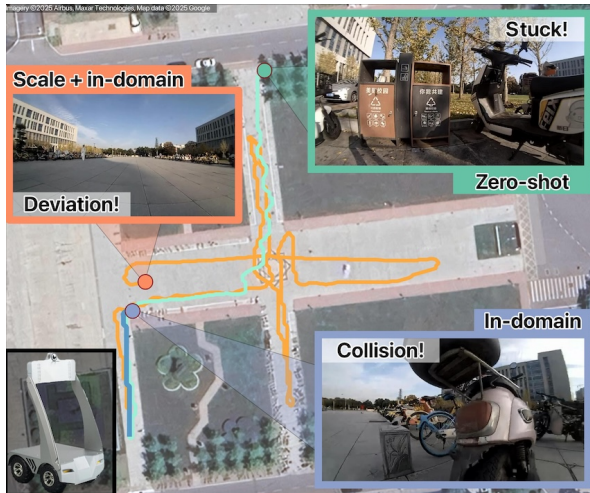 Imagery ©2025 Airbus, Maxar Technologies, Map data ©2025 Google
Stuck!
Scale + in-domain
Deviation!
Zero-shot
In-domain
Collision!